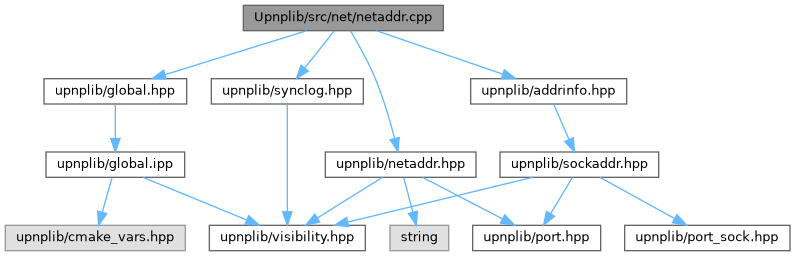 Upnplib/src/net/netaddr.cpp
upnplib/global.hpp
upnplib/synclog.hpp
upnplib/addrinfo.hpp
upnplib/global.ipp
upnplib/netaddr.hpp
upnplib/sockaddr.hpp
upnplib/cmake_vars.hpp
upnplib/visibility.hpp
string
upnplib/port.hpp
upnplib/port_sock.hpp